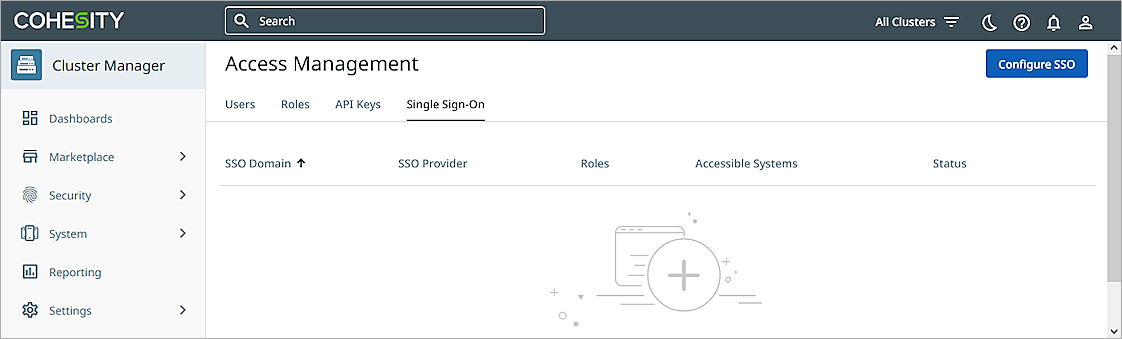 COHESITY Search All Clusters
Cluster Manager
Access Management
Configure SSO
Users Roles API Keys Single Sign-On
Dashboards
Marketplace
Security
System
Reporting
Settings
SSO Domain SSO Provider Roles Accessible Systems Status